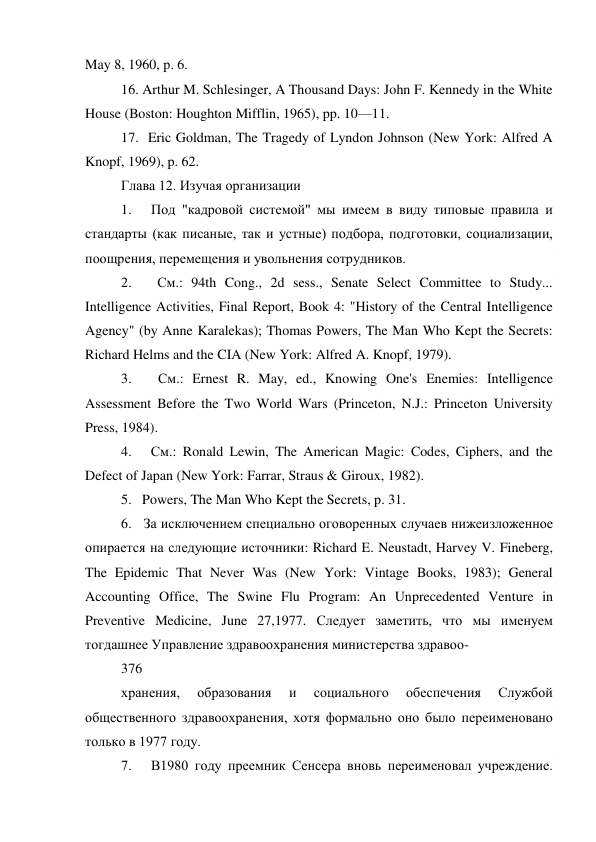 May 8, 1960, p. 6.
16. Arthur M. Schlesinger, A Thousand Days: John F. Kennedy in the White
House (Boston: Houghton Mifflin, 1965), pp. 10—11.
17. Eric Goldman, The Tragedy of Lyndon Johnson (New York: Alfred A
Knopf, 1969), p. 62.
Глава 12. Изучая организации
1. Под "кадровой системой" мы имеем в виду типовые правила и
стандарты (как писаные, так и устные) подбора, подготовки, социализации,
поощрения, перемещения и увольнения сотрудников.
2. См.: 94th Cong., 2d sess., Senate Select Committee to Study...
Intelligence Activities, Final Report, Book 4: "History of the Central Intelligence
Agency" (by Anne Karalekas); Thomas Powers, The Man Who Kept the Secrets:
Richard Helms and the CIA (New York: Alfred A. Knopf, 1979).
3. См.: Ernest R. May, ed., Knowing One's Enemies: Intelligence
Assessment Before the Two World Wars (Princeton, N.J.: Princeton University
Press, 1984).
4. См.: Ronald Lewin, The American Magic: Codes, Ciphers, and the
Defect of Japan (New York: Farrar, Straus & Giroux, 1982).
5. Powers, The Man Who Kept the Secrets, p. 31.
6. За исключением специально оговоренных случаев нижеизложенное
опирается на следующие источники: Richard E. Neustadt, Harvey V. Fineberg,
The Epidemic That Never Was (New York: Vintage Books, 1983); General
Accounting Office, The Swine Flu Program: An Unprecedented Venture in
Preventive Medicine, June 27,1977. Следует заметить, что мы именуем
тогдашнее Управление здравоохранения министерства здравоо-
376
хранения, образования и социального обеспечения Службой
общественного здравоохранения, хотя формально оно было переименовано
только в 1977 году.
7. В1980 году преемник Сенсера вновь переименовал учреждение.